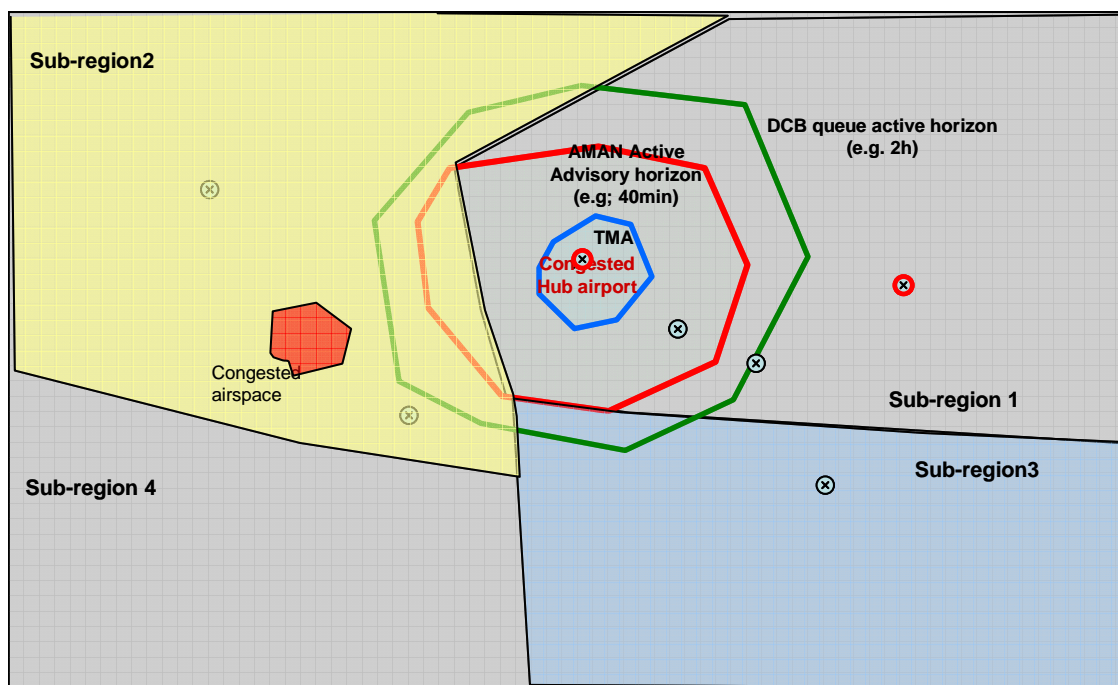 Sub-region2
DCB queue active horizon
(e.g. 2h)
AMAN Active
Advisory horizon
(e.g; 40min)
TMA
Congested
Hub airport
Congested
airspace
Sub-region 1
Sub-region3
Sub-region 4